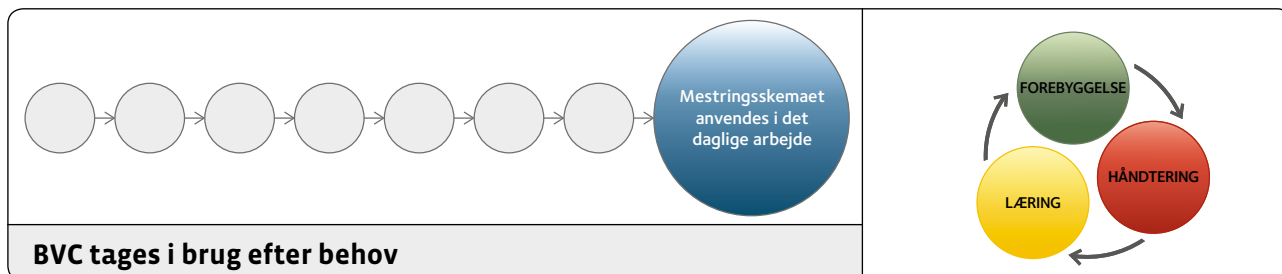 Mestringsskemaet
anvendes i det
daglige arbejde
BVC tages i brug efter behov
FOREBYGGELSE
HÅNDTERING
LÆRING